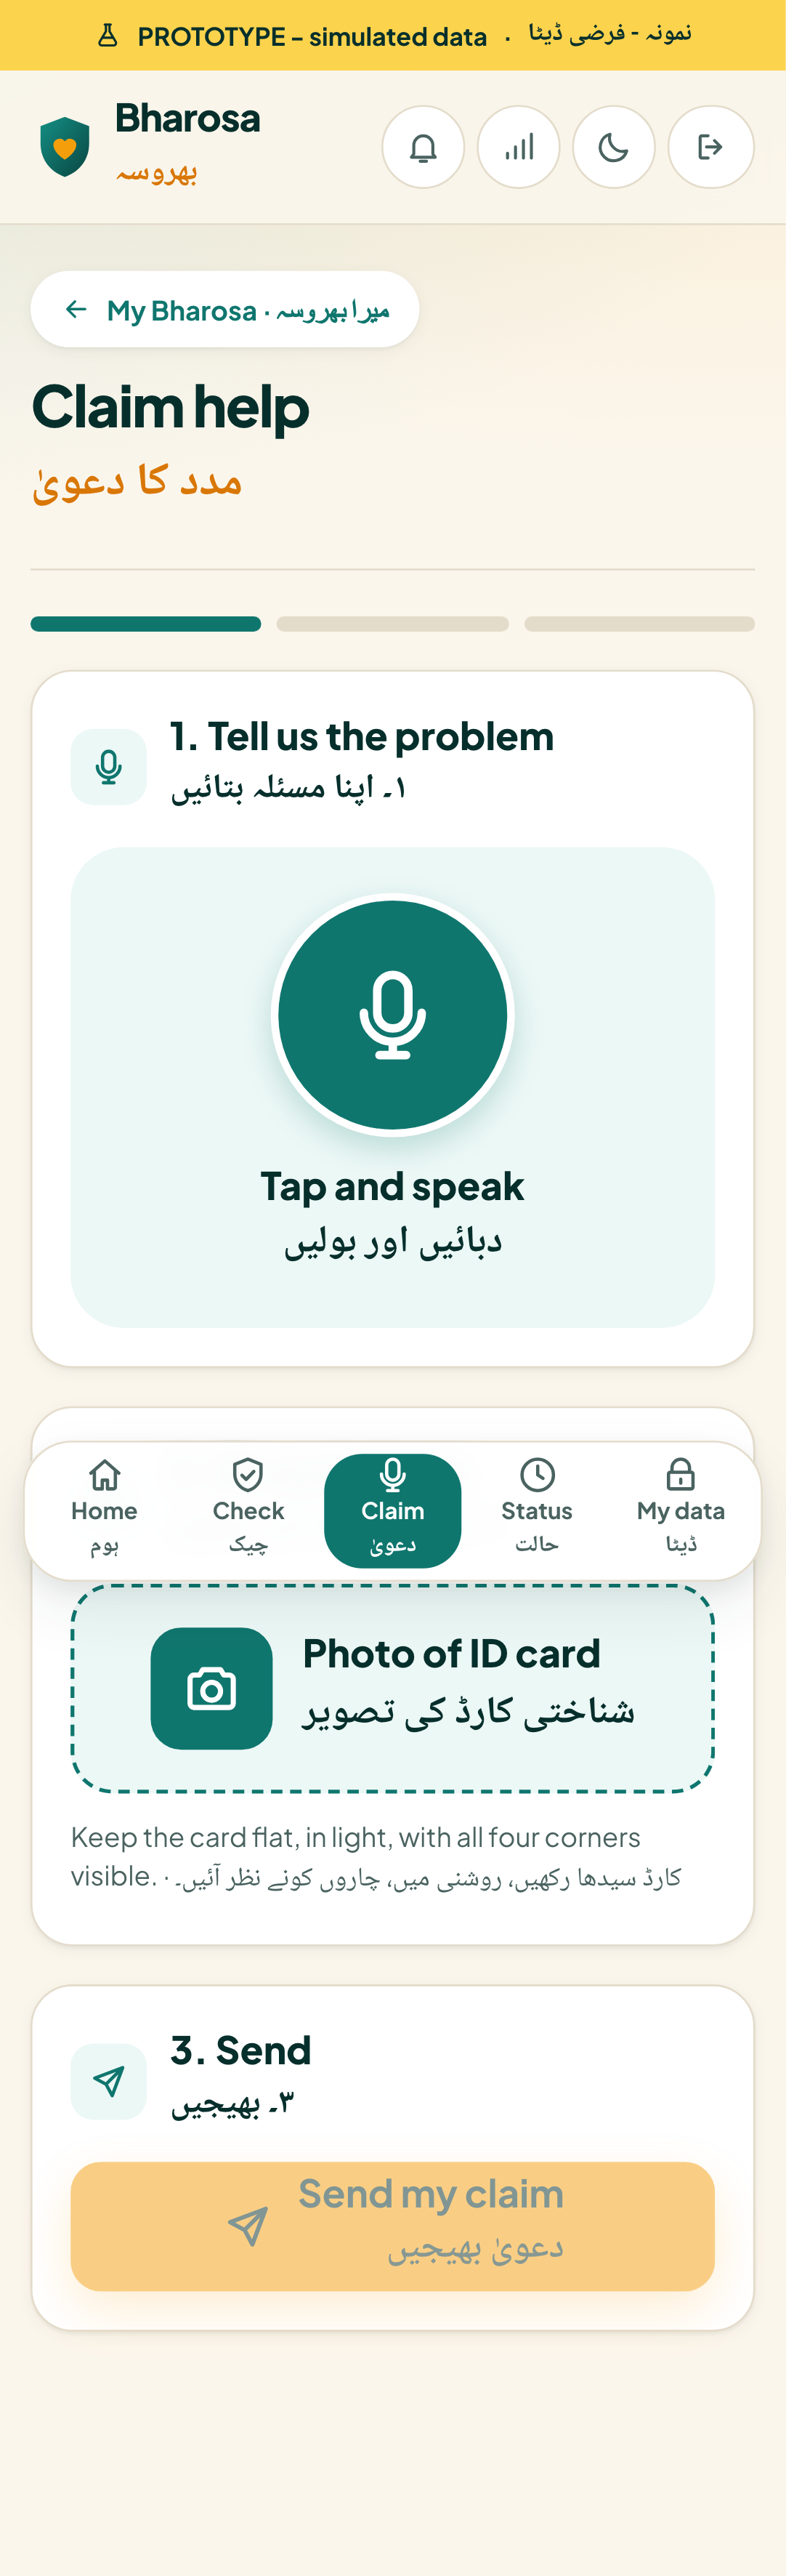 PROTOTYPE – simulated data · نمونہ - فرضی ڈیٹا
Bharosa
بھروسہ
My Bharosa · میرا بھروسہ
Claim help
مدد کا دعویٰ
1. Tell us the problem
۱۔ اپنا مسئلہ بتائیں
Tap and speak
دبائیں اور بولیں
Home
ہوم
Check
چیک
Claim
دعویٰ
Status
حالت
My data
ڈیٹا
Photo of ID card
شناختی کارڈ کی تصویر
Keep the card flat, in light, with all four corners
visible. · کارڈ سیدھا رکھیں، روشنی میں، چاروں کونے نظر آئیں۔
3. Send
۳۔ بھیجیں
Send my claim
دعویٰ بھیجیں